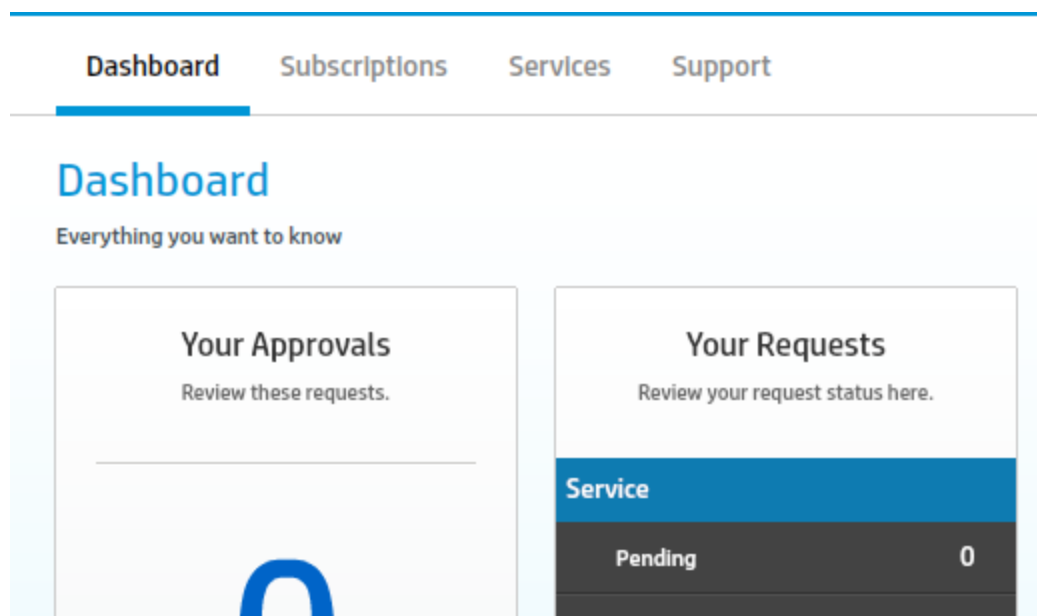 Dashboard Subscriptions Services Support
Dashboard
Everything you want to know
Your Approvals
Review these requests.
0
Your Requests
Review your request status here.
Service
Pending 0